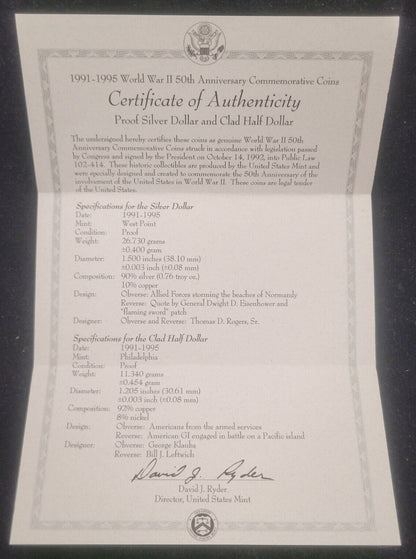 1991-1995 World War II 50th Anniversary Commemorative Coins
Certificate of Authenticity
Proof Silver Dollar and Clad Half Dollar
The undersigned hereby certifies these coins as genuine World War II 50th
Anniversary Commemorative Coins struck in accordance with legislation passed
by Congress and signed by the President on October 14, 1992, into Public Law
102-414. These historic collectibles are produced by the United States Mint and
were specially designed and created to commemorate the 50th Anniversary of the
involvement of the United States in World War II. These coins are legal tender
of the United States.
Specifications for the Silver Dollar
Date: 1991-1995
Mint: West Point
Condition: Proof
Weight: 26.730 grams
±0.400 gram
Diameter: 1.500 inches (38.10 mm)
±0.003 inch (±0.08 mm)
Composition: 90% silver (0.76 troy oz.)
10% copper
Design: Obverse: Allied Forces storming the beaches of Normandy
Reverse: Quote by General Dwight D. Eisenhower and
"flaming sword" patch
Designer: Obverse and Reverse: Thomas D. Rogers, Sr.
Specifications for the Clad Half Dollar
Date: 1991-1995
Mint: Philadelphia
Condition: Proof
Weight: 11.340 grams
±0.454 gram
Diameter: 1.205 inches (30.61 mm)
±0.003 inch (±0.08 mm)
Composition: 92% copper
8% nickel
Design: Obverse: Americans from the armed services
Reverse: American GI engaged in battle on a Pacific island
Designer: Obverse: George Klauba
Reverse: Bill J. Leftwich
David J. Ryder
David J. Ryder
Director, United States Mint